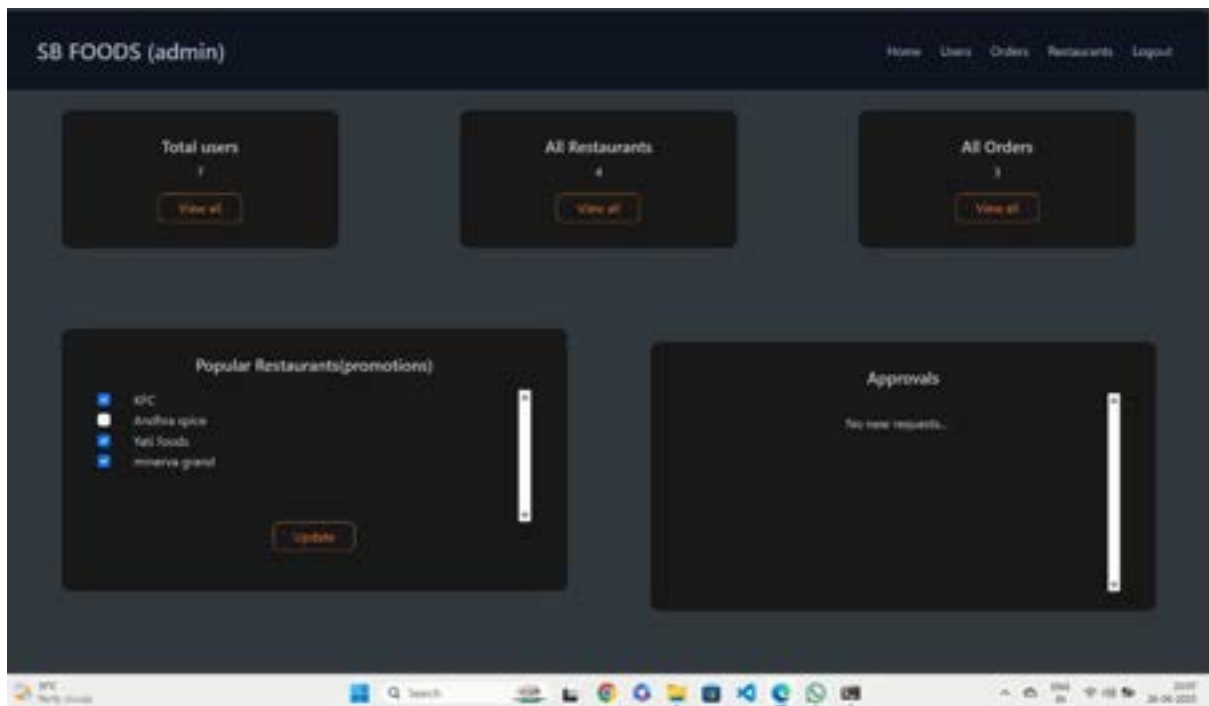 SB FOODS (admin)
Home Users Orders Restaurants Logout
Total users
7
View all
All Restaurants
4
View all
All Orders
3
View all
Popular Restaurants(promotions)
KFC
Andhra spice
Yati foods
minerva grand
Update
Approvals
No new requests..
Search
ENG
IN